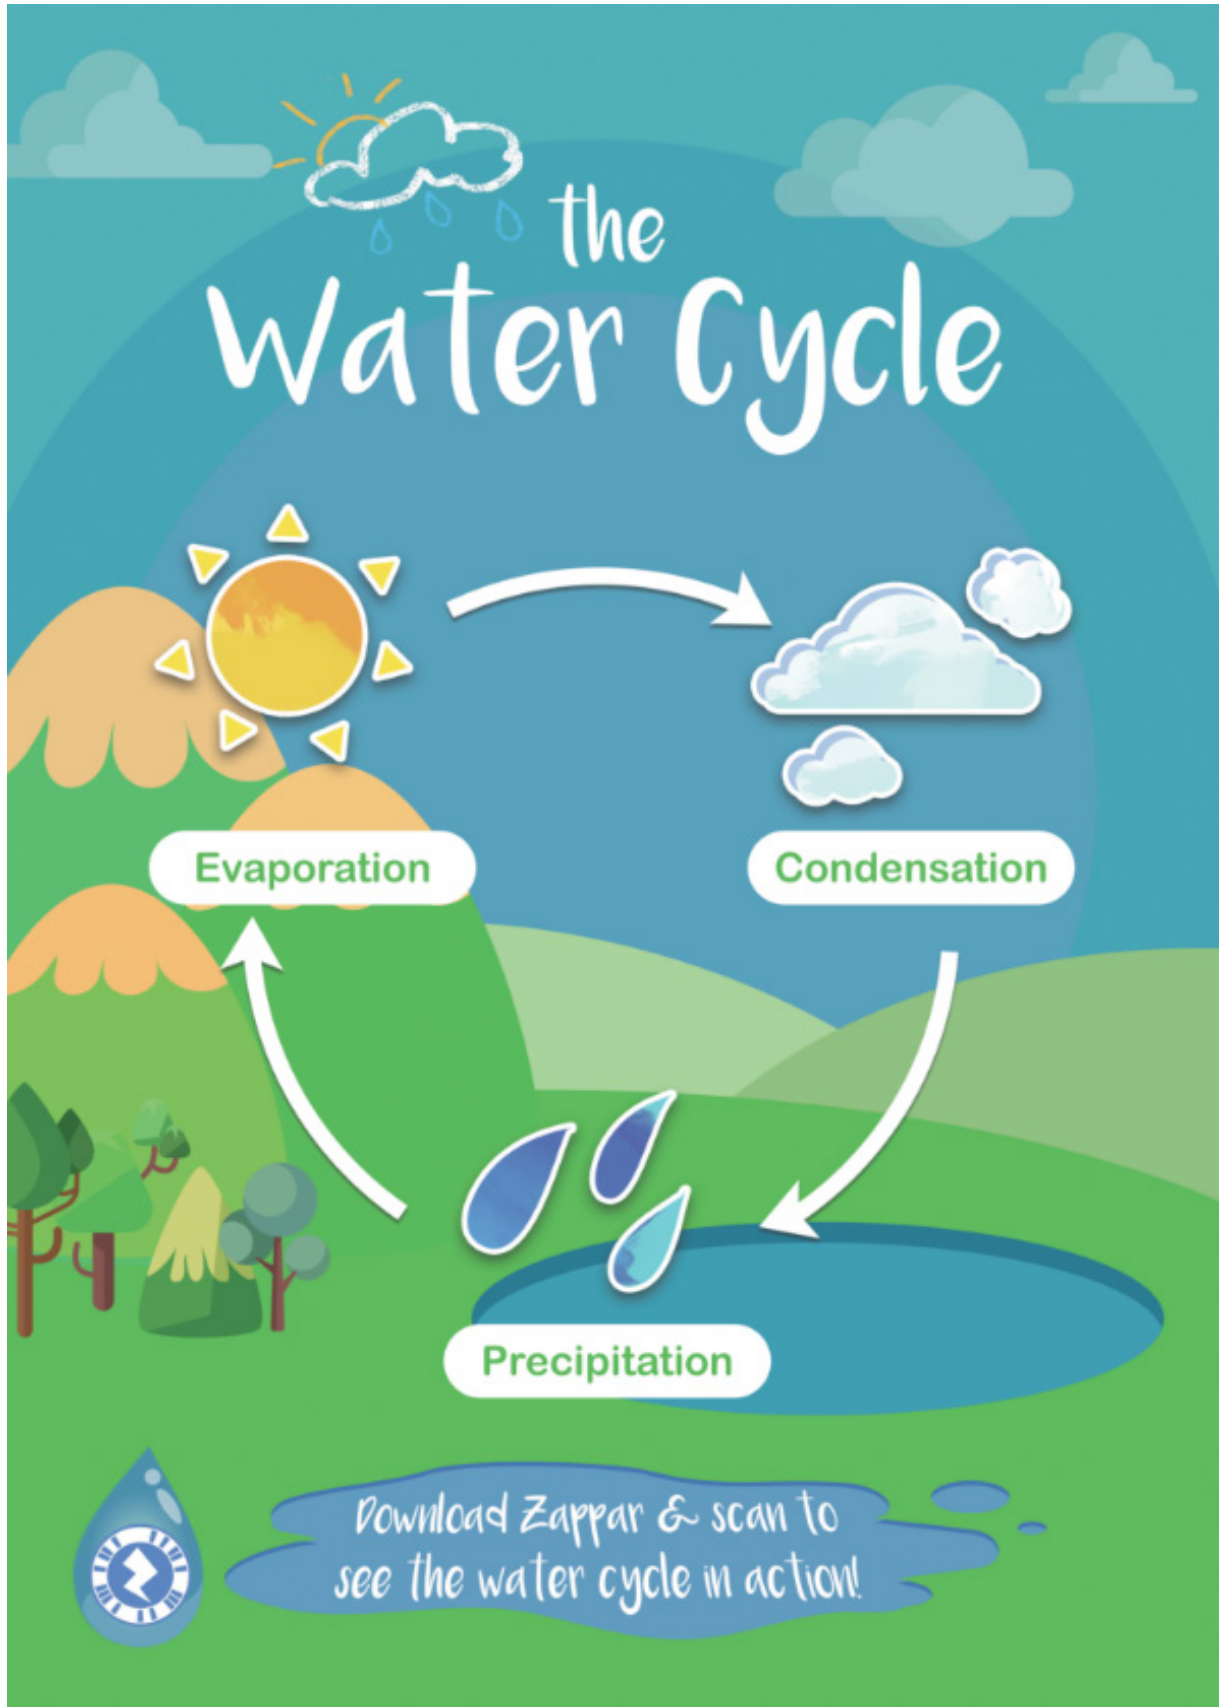 the
Water Cycle
Evaporation
Condensation
Precipitation
Download Zappar & scan to
see the water cycle in action!